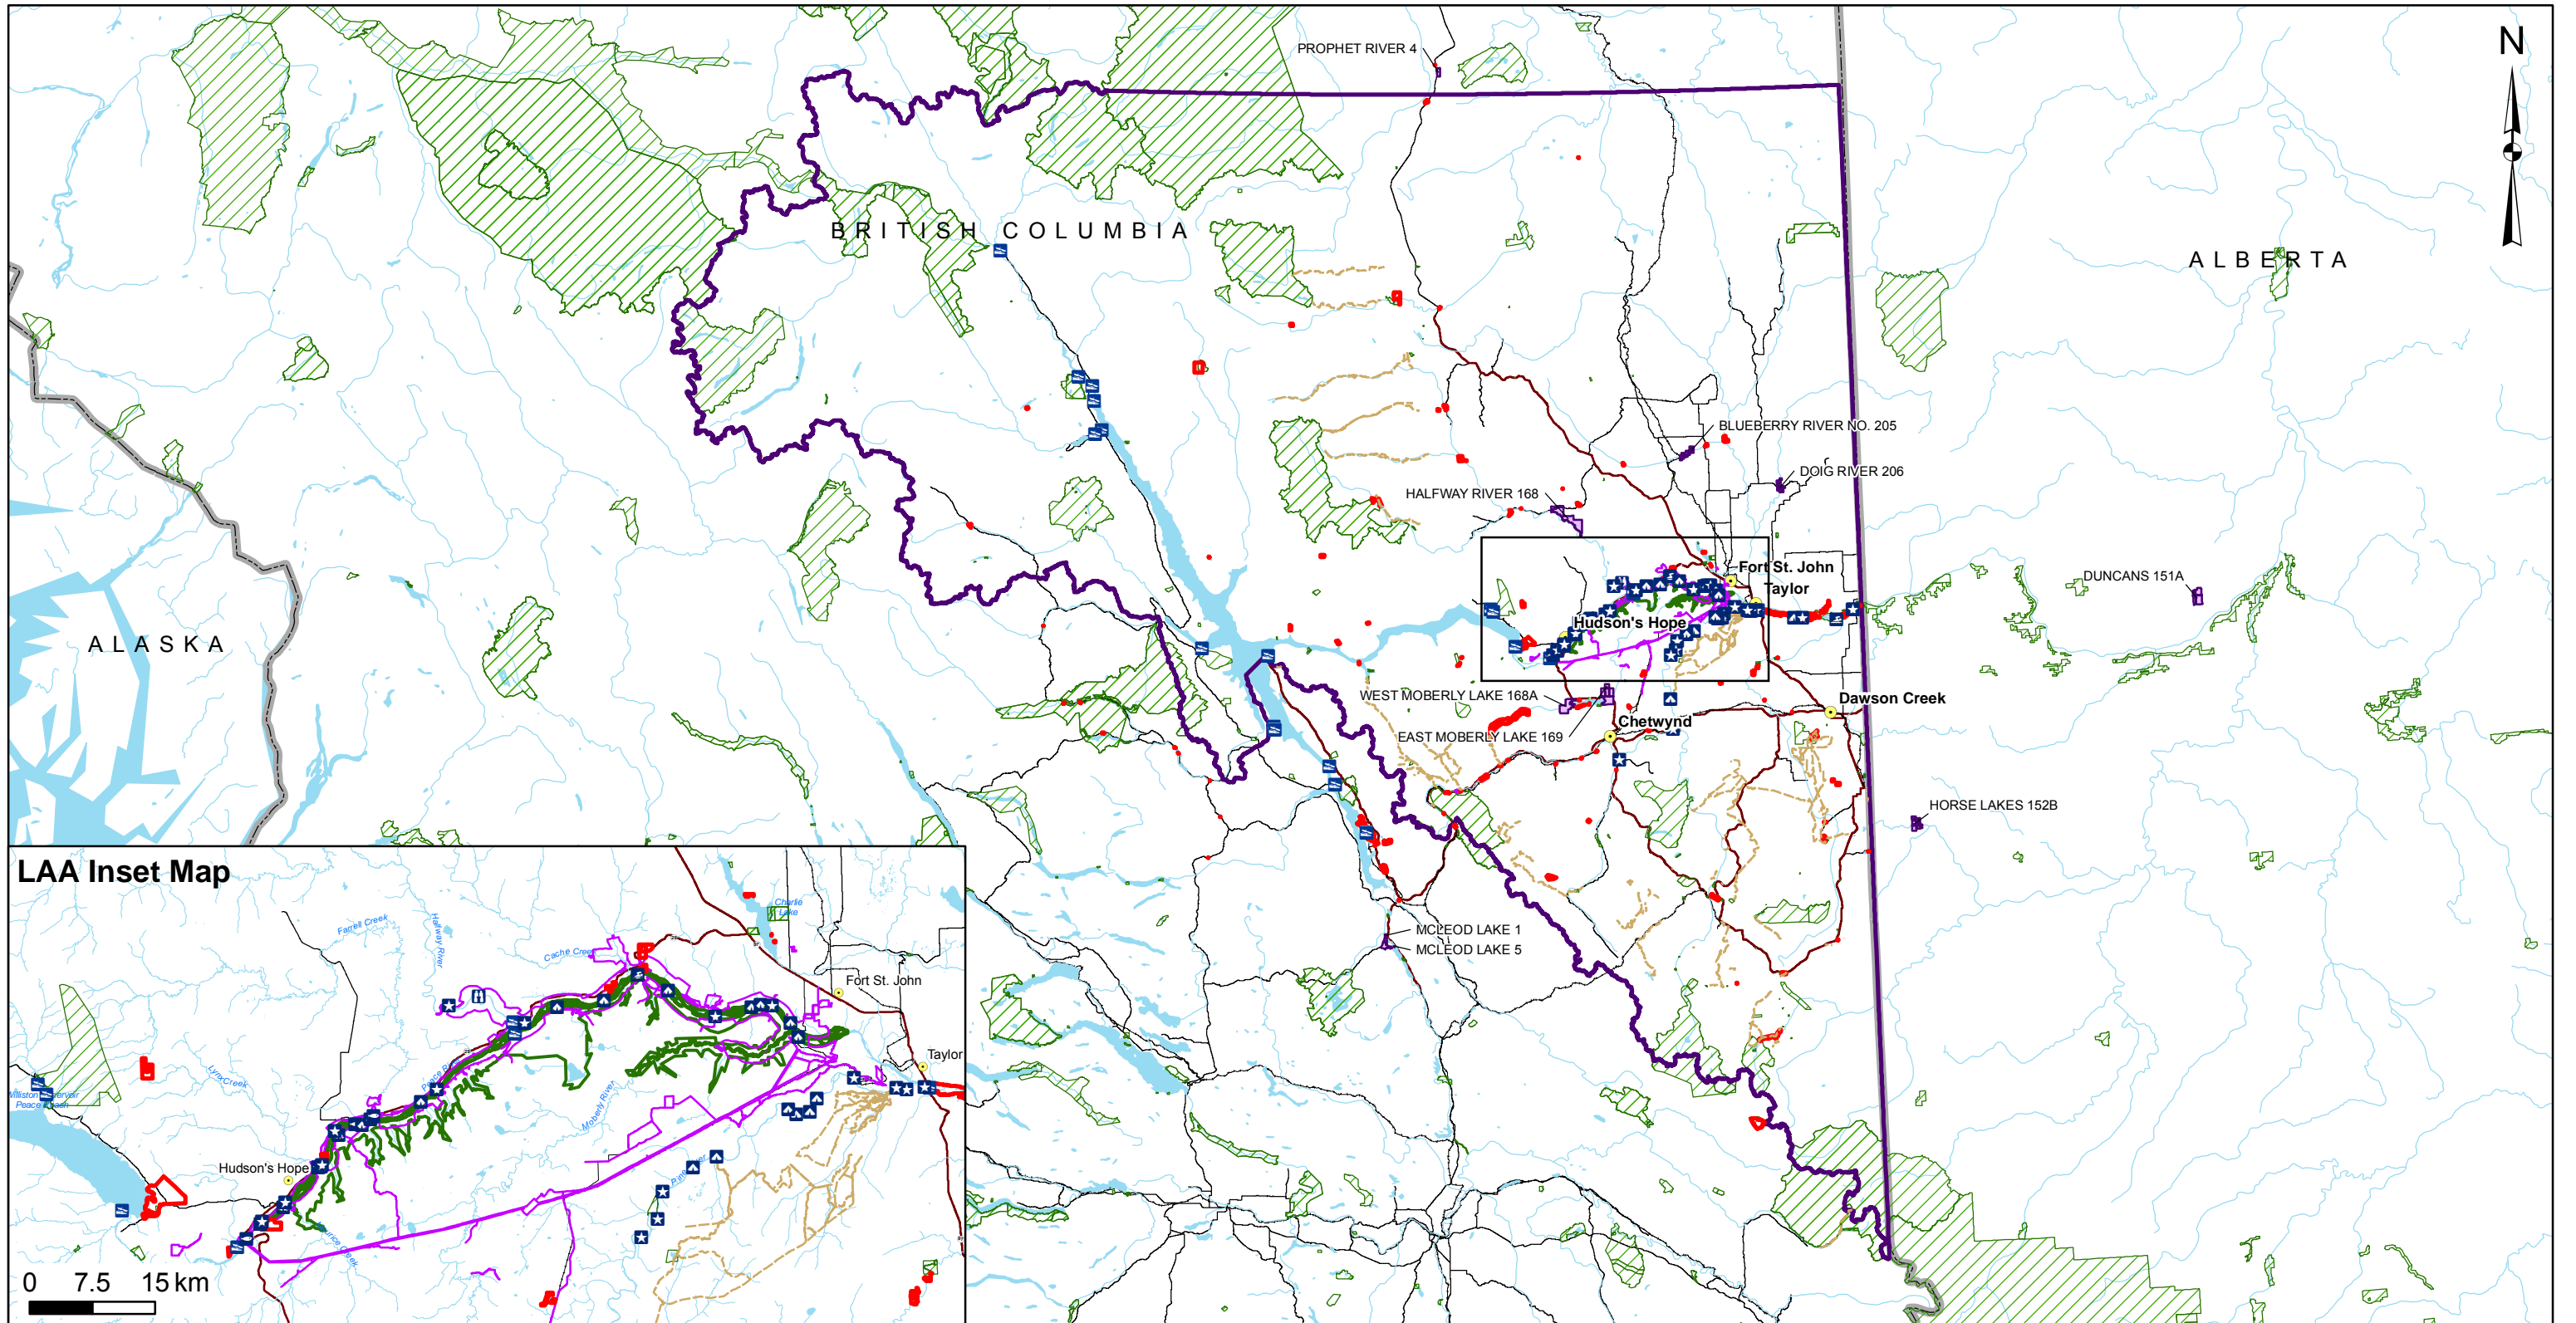 PROPHET RIVER 4
N
BRITISH COLUMBIA
ALBERTA
BLUEBERRY RIVER NO. 205
DOIG RIVER 206
HALFWAY RIVER 168
Fort St. John
Taylor
DUNCANS 151A
Hudson's Hope
ALASKA
WEST MOBERLY LAKE 168A
Dawson Creek
Chetwynd
EAST MOBERLY LAKE 169
HORSE LAKES 152B
MCLEOD LAKE 1
MCLEOD LAKE 5
LAA Inset Map
Charlie
Lake
Farrell Creek
Halfway River
Cache Creek
Fort St. John
Taylor
Lynx Creek
Moberly River
Hudson's Hope
0 7.5 15 km